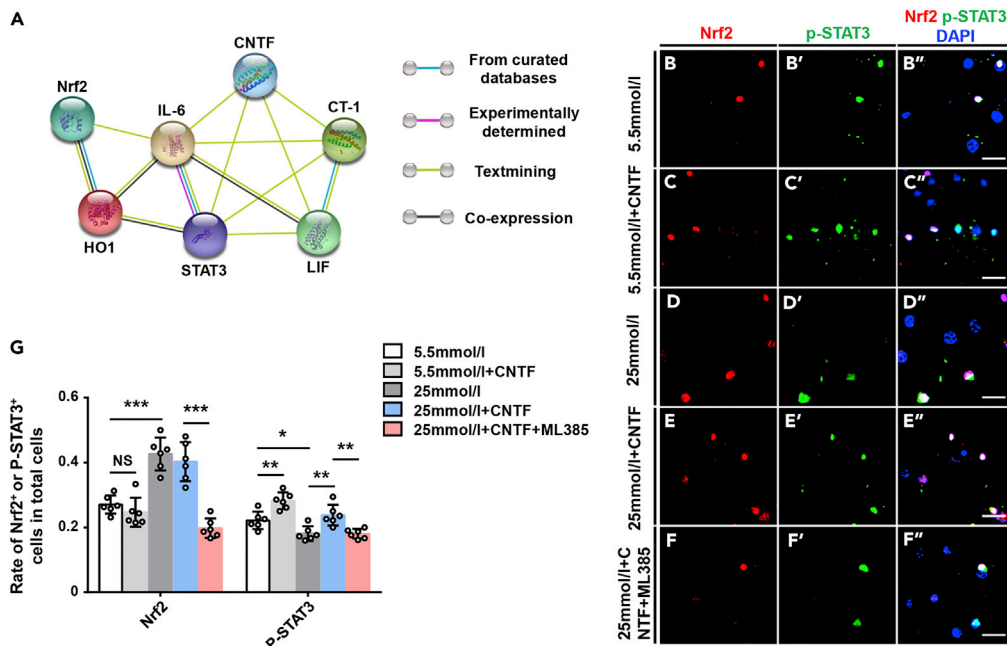 A
CNTF
Nrf2
IL-6
CT-1
HO1
STAT3
LIF
From curated
databases
Experimentally
determined
Textmining
Co-expression
Nrf2
p-STAT3
Nrf2 p-STAT3
DAPI
5.5mmol/l
B
B'
B"
5.5mmol/l+CNTF
C
C'
C"
25mmol/l
D
D'
D"
25mmol/l+CNTF
E
E'
E"
25mmol/l+C
NTF+ML385
F
F'
F"
G
5.5mmol/l
5.5mmol/l+CNTF
25mmol/l
25mmol/l+CNTF
25mmol/l+CNTF+ML385
Rate of Nrf2+ or P-STAT3+
cells in total cells
0.6
0.4
0.2
0
NS
***
***
**
*
**
**
Nrf2
P-STAT3